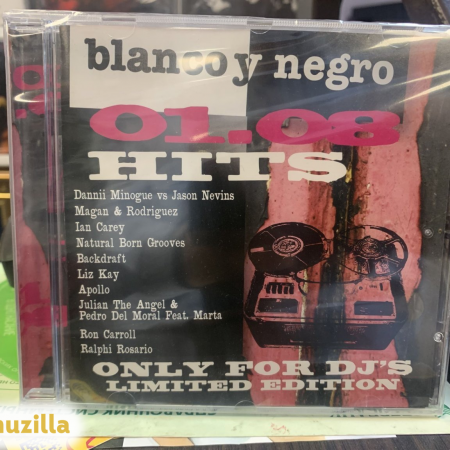 blanco y negro
01.08
HITS
Dannii Minogue vs Jason Nevins
Magan & Rodriguez
Ian Carey
Natural Born Grooves
Backdraft
Liz Kay
Apollo
Julian The Angel &
Pedro Del Moral Feat. Marta
Ron Carroll
Ralphi Rosario
ONLY FOR DJ'S
LIMITED EDITION
uzilla